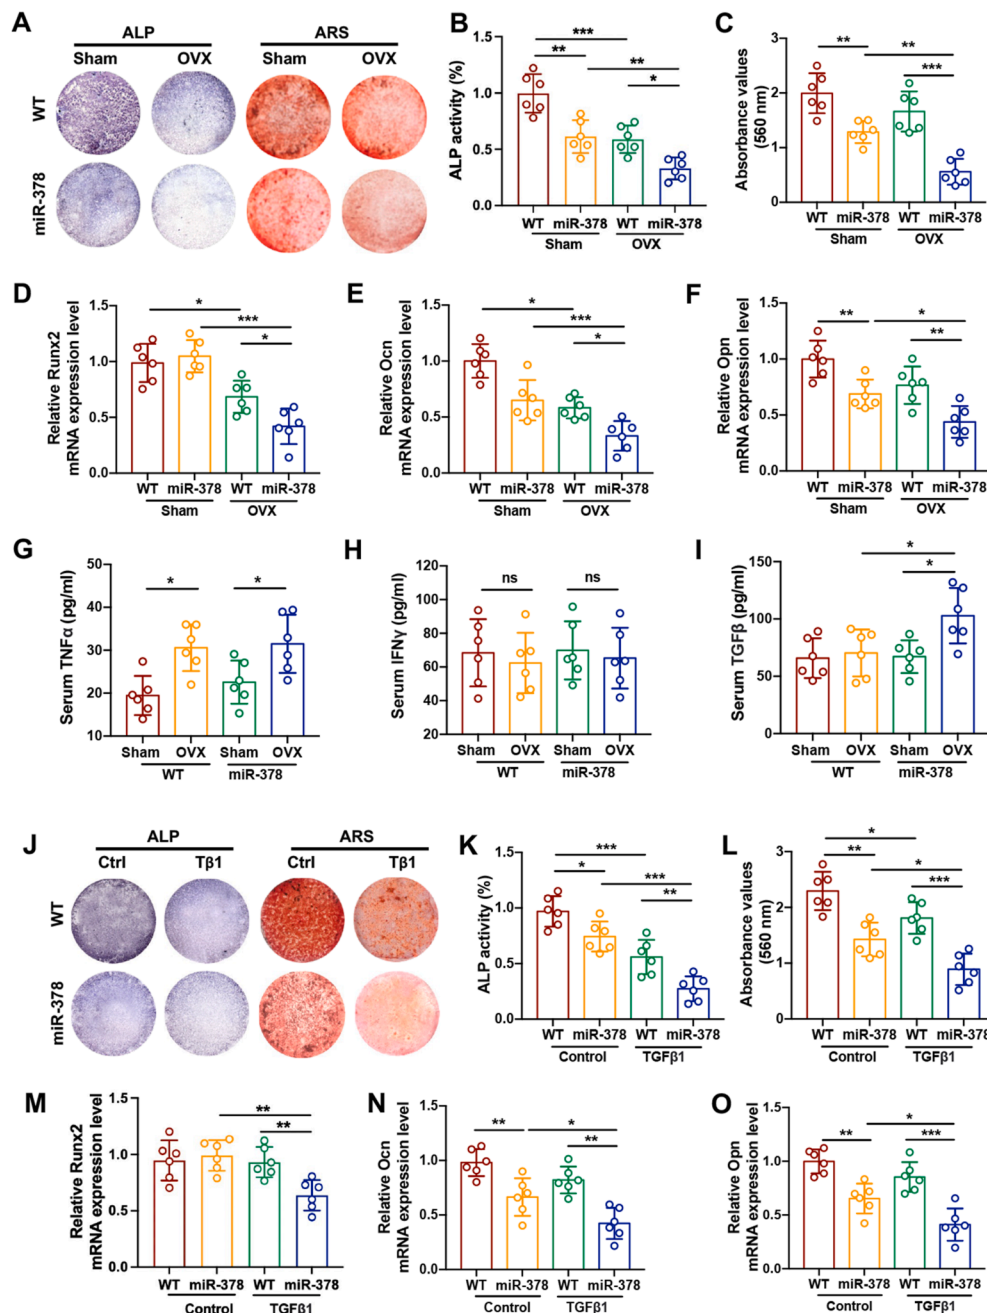 A
ALP
ARS
Sham
OVX
Sham
OVX
WT
miR-378
B
ALP activity (%)
1.5
1.0
0.5
0.0
***
**
**
*
WT miR-378 WT miR-378
Sham
OVX
C
Absorbance values
(560 nm)
3
2
1
0
**
**
***
WT miR-378 WT miR-378
Sham
OVX
D
Relative Runx2
mRNA expression level
1.5
1.0
0.5
0.0
*
***
*
WT miR-378 WT miR-378
Sham
OVX
E
Relative Ocn
mRNA expression level
1.5
1.0
0.5
0.0
*
***
*
WT miR-378 WT miR-378
Sham
OVX
F
Relative Opn
mRNA expression level
1.5
1.0
0.5
0.0
**
*
**
WT miR-378 WT miR-378
Sham
OVX
G
Serum TNFα (pg/ml)
50
40
30
20
10
*
*
Sham OVX Sham OVX
WT
miR-378
H
Serum IFNγ (pg/ml)
120
100
80
60
40
20
ns
ns
Sham OVX Sham OVX
WT
miR-378
I
Serum TGFβ (pg/ml)
150
100
50
0
*
*
Sham OVX Sham OVX
WT
miR-378
J
ALP
ARS
Ctrl
Tβ1
Ctrl
Tβ1
WT
miR-378
K
ALP activity (%)
1.5
1.0
0.5
0.0
***
*
***
**
WT miR-378 WT miR-378
Control
TGFβ1
L
Absorbance values
(560 nm)
3
2
1
0
*
**
*
***
WT miR-378 WT miR-378
Control
TGFβ1
M
Relative Runx2
mRNA expression level
1.5
1.0
0.5
0.0
**
**
WT miR-378 WT miR-378
Control
TGFβ1
N
Relative Ocn
mRNA expression level
1.5
1.0
0.5
0.0
**
*
**
WT miR-378 WT miR-378
Control
TGFβ1
O
Relative Opn
mRNA expression level
1.5
1.0
0.5
0.0
**
*
***
WT miR-378 WT miR-378
Control
TGFβ1